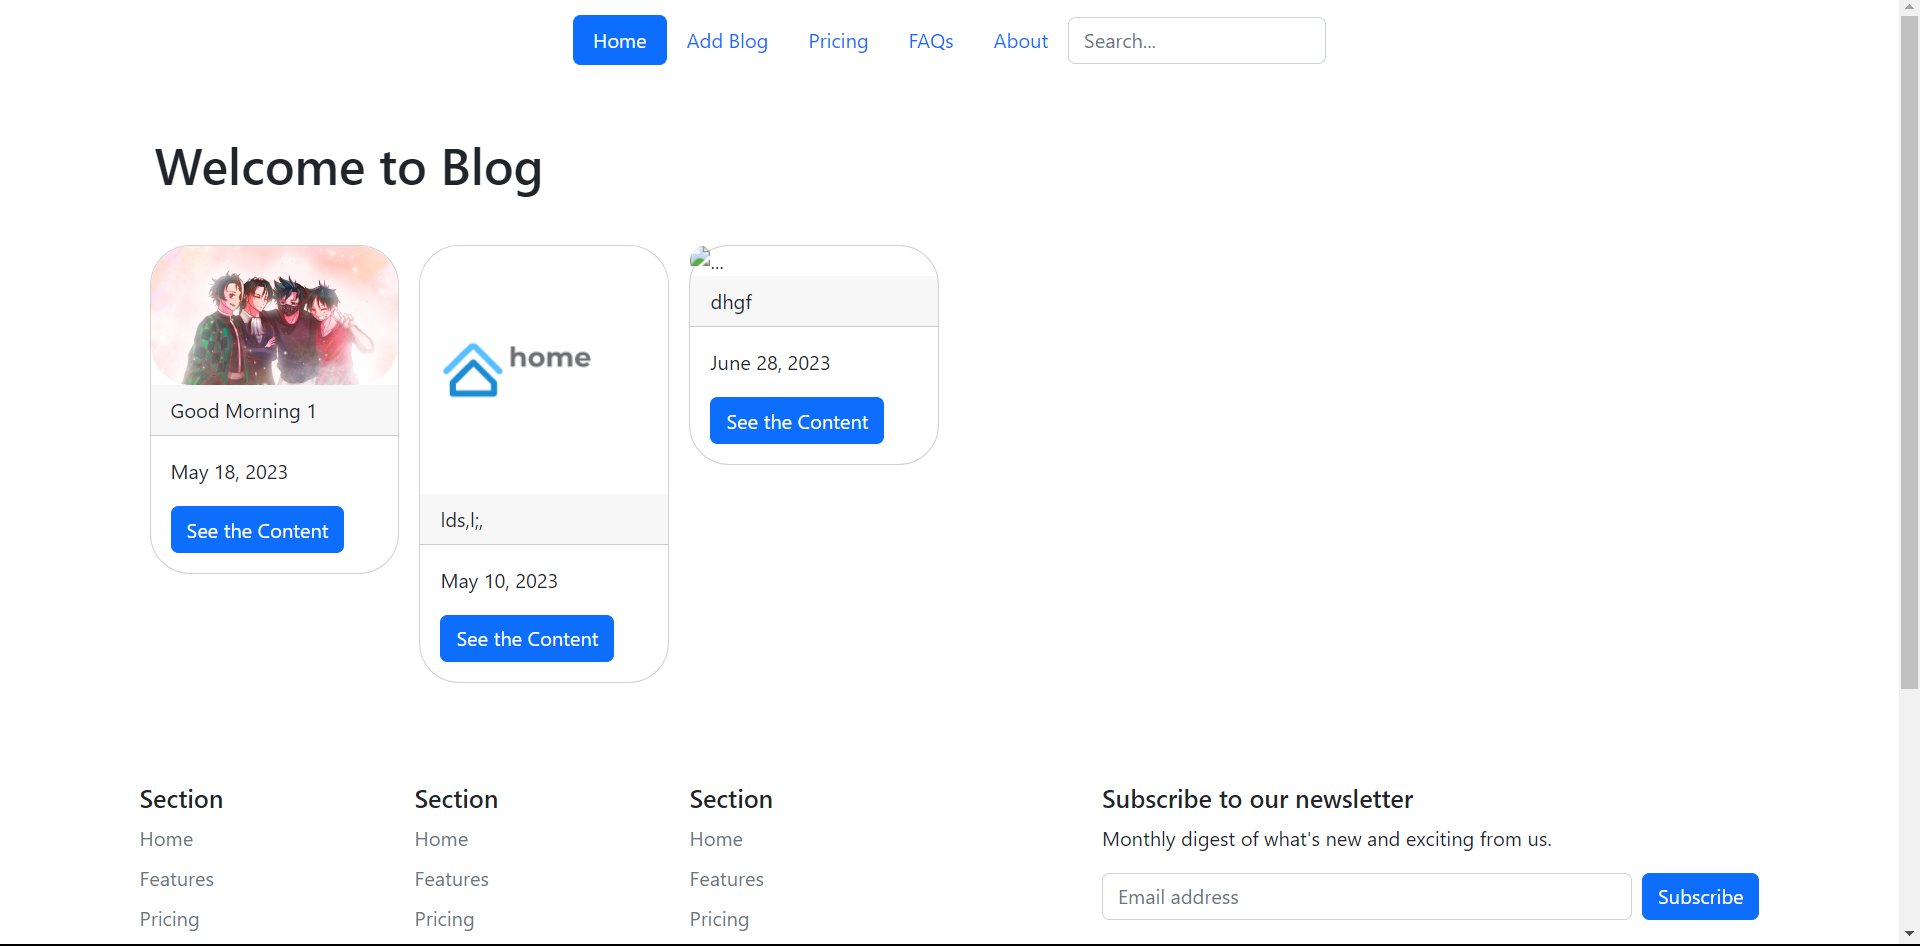 Home Add Blog Pricing FAQs About Search...
Welcome to Blog
Good Morning 1
May 18, 2023
See the Content
home
lds,l;,
May 10, 2023
See the Content
...
dhgf
June 28, 2023
See the Content
Section
Home
Features
Pricing
Section
Home
Features
Pricing
Section
Home
Features
Pricing
Subscribe to our newsletter
Monthly digest of what's new and exciting from us.
Email address Subscribe